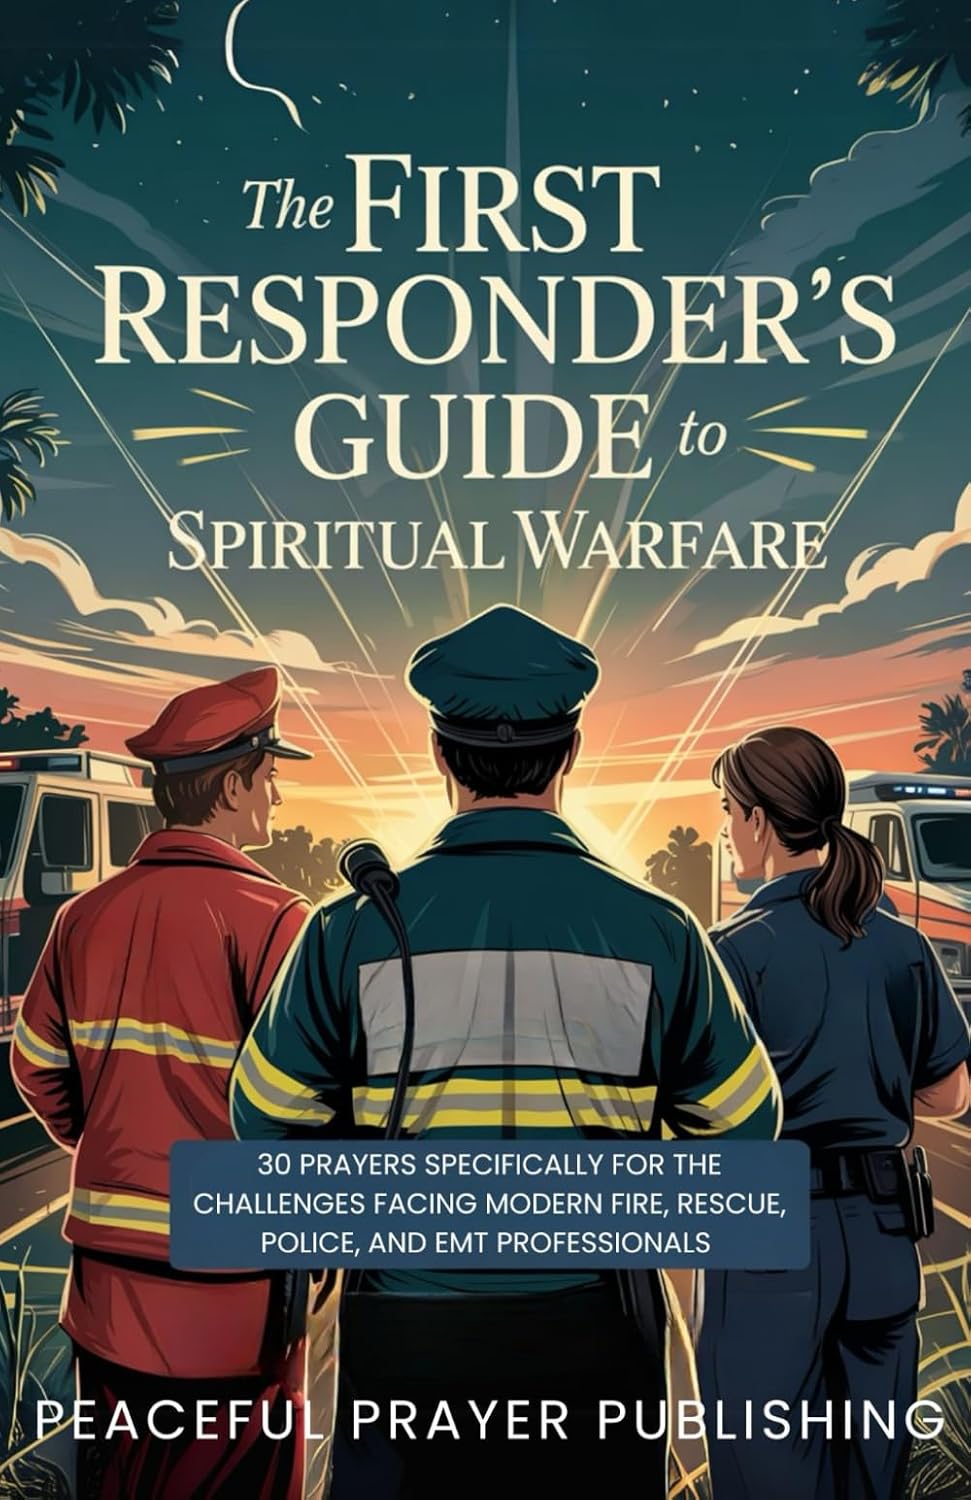 The FIRST
RESPONDER'S
GUIDE to
SPIRITUAL WARFARE
30 PRAYERS SPECIFICALLY FOR THE
CHALLENGES FACING MODERN FIRE, RESCUE,
POLICE, AND EMT PROFESSIONALS
PEACEFUL PRAYER PUBLISHING